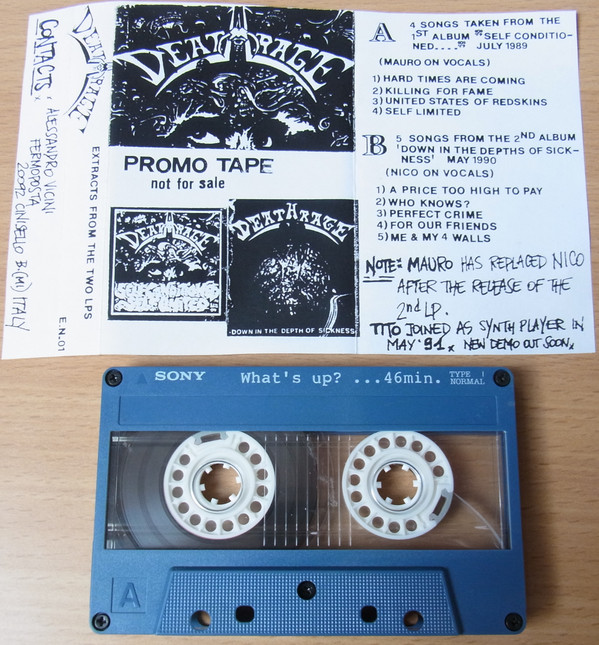 CONTACTS:
ALESSANDRO VICINI
FERMOPOSTA
20092 CINISELLO B. (MI) ITALY
DEATHRAGE
EXTRACTS FROM THE TWO LPS
E.N.01
DEATHRAGE
PROMO TAPE
not for sale
DEATHRAGE
DEATHRAGE
DOWN IN THE DEPTH OF SICKNESS
A 4 SONGS TAKEN FROM THE
1ST ALBUM "SELF CONDITIO-
NED...." JULY 1989
(MAURO ON VOCALS)
1) HARD TIMES ARE COMING
2) KILLING FOR FAME
3) UNITED STATES OF REDSKINS
4) SELF LIMITED
B 5 SONGS FROM THE 2ND ALBUM
'DOWN IN THE DEPTHS OF SICK-
NESS' MAY 1990
(NICO ON VOCALS)
1) A PRICE TOO HIGH TO PAY
2) WHO KNOWS?
3) PERFECT CRIME
4) FOR OUR FRIENDS
5) ME & MY 4 WALLS
NOTE: MAURO HAS REPLACED NICO
AFTER THE RELEASE OF THE
2nd LP.
TITO JOINED AS SYNTH PLAYER IN
MAY '91. NEW DEMO OUT SOON.
SONY What's up? ...46min. TYPE I
NORMAL
A